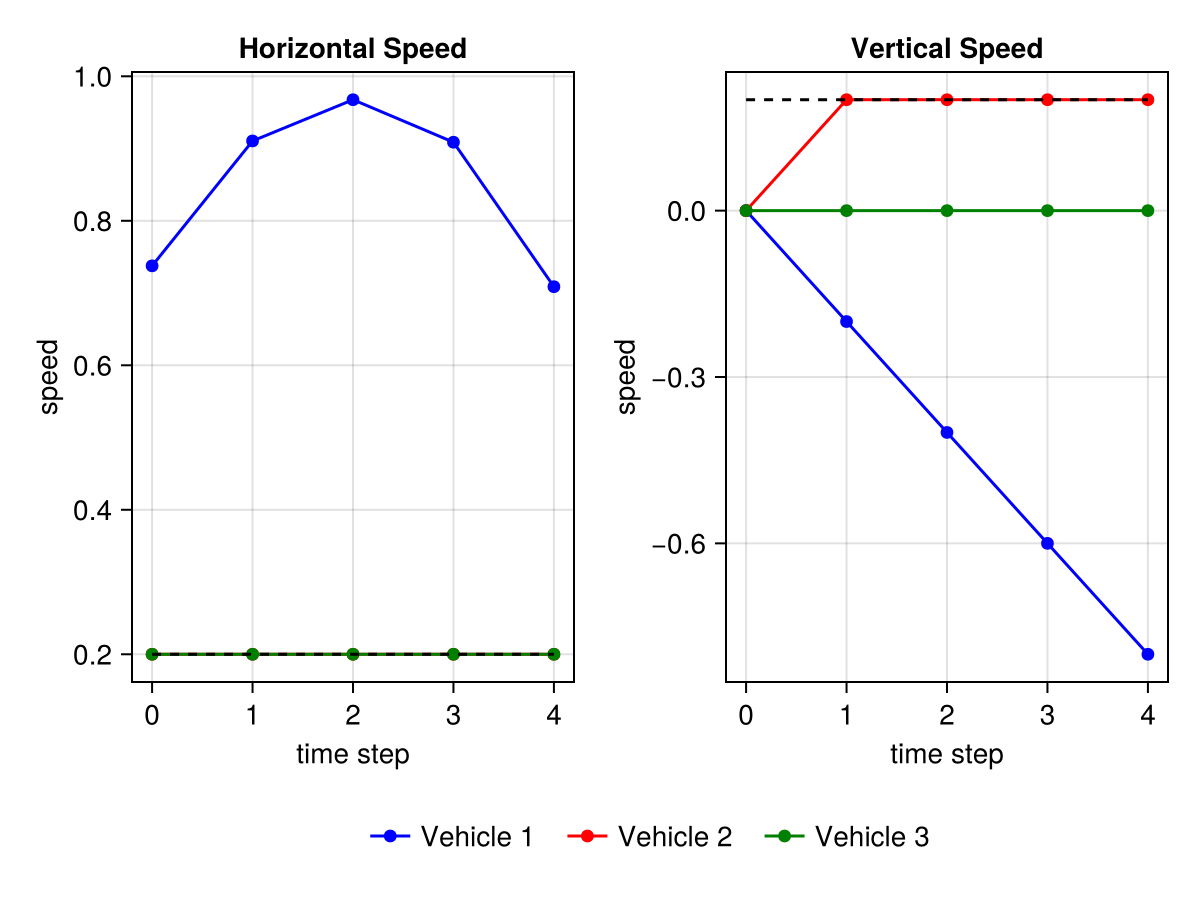 Horizontal Speed
1.0
0.8
0.6
0.4
0.2
speed
0 1 2 3 4
time step
Vertical Speed
0.0
−0.3
−0.6
speed
0 1 2 3 4
time step
Vehicle 1 Vehicle 2 Vehicle 3